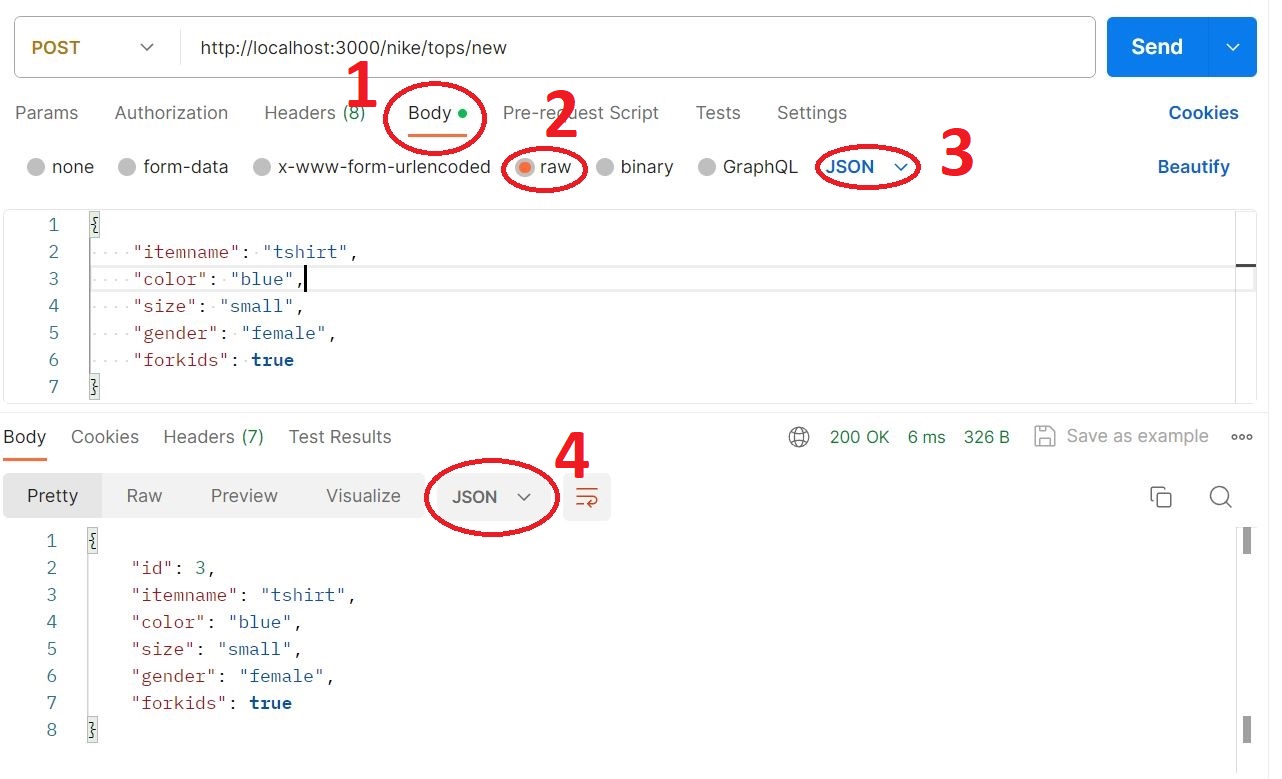 POST http://localhost:3000/nike/tops/new Send
1 2 3
Params Authorization Headers (8) Body Pre-request Script Tests Settings Cookies
none form-data x-www-form-urlencoded raw binary GraphQL JSON Beautify
1 {
2 "itemname": "tshirt",
3 "color": "blue",
4 "size": "small",
5 "gender": "female",
6 "forkids": true
7 }
Body Cookies Headers (7) Test Results 200 OK 6 ms 326 B Save as example
4
Pretty Raw Preview Visualize JSON
1 {
2 "id": 3,
3 "itemname": "tshirt",
4 "color": "blue",
5 "size": "small",
6 "gender": "female",
7 "forkids": true
8 }